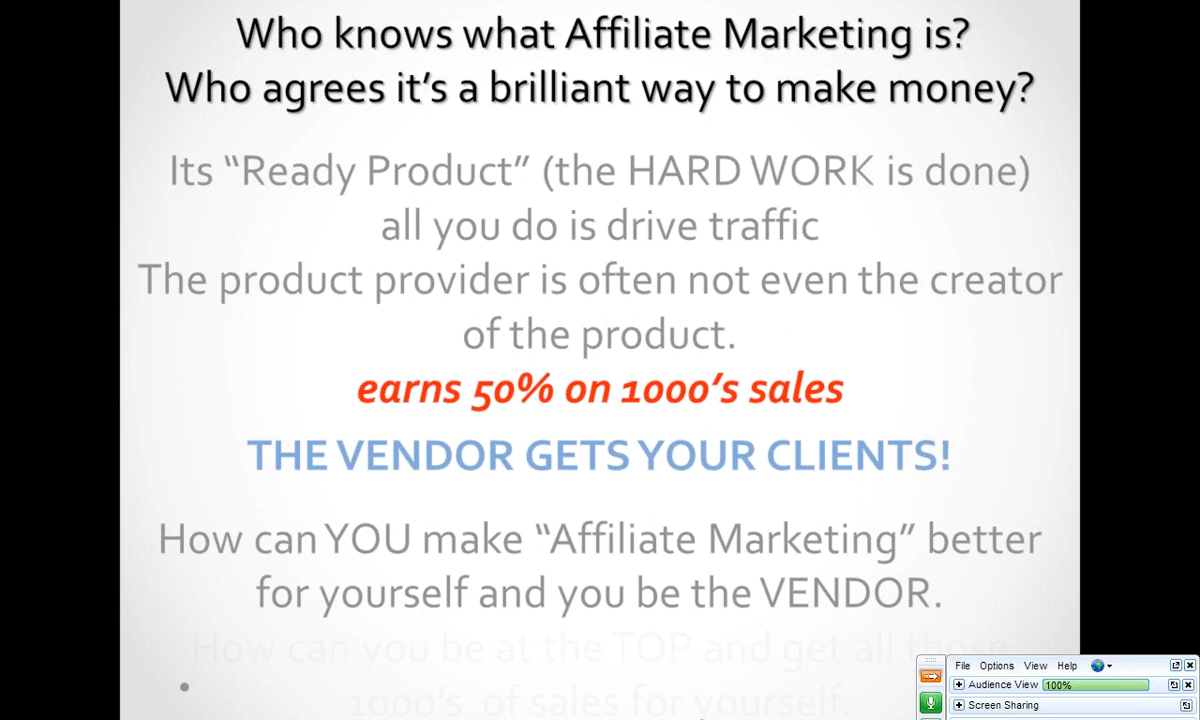 Who knows what Affiliate Marketing is?
Who agrees it's a brilliant way to make money?
Its “Ready Product” (the HARD WORK is done)
all you do is drive traffic
The product provider is often not even the creator
of the product.
earns 50% on 1000's sales
THE VENDOR GETS YOUR CLIENTS!
How can YOU make “Affiliate Marketing” better
for yourself and you be the VENDOR.
How can you be at the TOP and get all those
1000's of sales for yourself.
File Options View Help
Audience View 100%
Screen Sharing